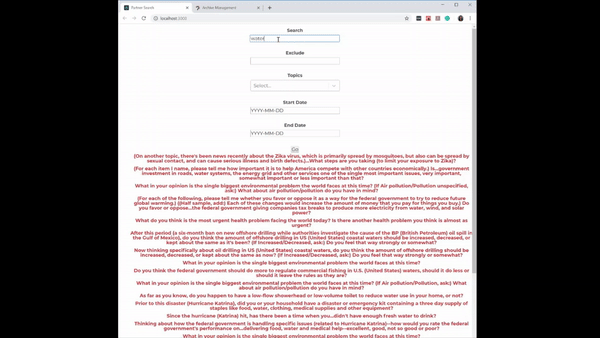 Pollster Search
Pollster Management
localhost:
Search
water
Exclude
Topics
Select...
Start Date
YYYY-MM-DD
End Date
YYYY-MM-DD
Go
(On another topic, there's been news recently about the Zika virus, which is primarily spread by mosquitoes, but also can be spread by
sexual contact, and can cause serious illness and birth defects.)...What steps are you taking (to limit your exposure to Zika)?
(For each item ) name, please tell me how important it is to help America compete with other countries economically.) Is...government
investment in roads, water systems, the energy grid and other services one of the single most important issues, very important,
somewhat important or less important than that?
What in your opinion is the single biggest environmental problem the world faces at this time? (If Air pollution/Pollution unspecified,
ask:) What about air pollution/pollution do you have in mind?
(For each of the following, please tell me whether you favor or oppose it as a way for the federal government to try to reduce future
global warming.) ((Half sample, add:) Each of these changes would increase the amount of money that you pay for things you buy.) Do
you favor or oppose...the federal government giving companies tax breaks to produce more electricity from water, wind, and solar
power?
What do you think is the most urgent health problem facing the world today? Is there another health problem you think is almost as
urgent?
After this period (a six-month ban on new offshore drilling while authorities investigate the cause of the BP (British Petroleum) oil spill in
the Gulf of Mexico), do you think the amount of offshore drilling in US (United States) coastal waters should be increased, decreased, or
kept about the same as it's been? (If Increased/Decreased, ask:) Do you feel that way strongly or somewhat?
Now thinking specifically about oil drilling in US (United States) coastal waters, do you think the amount of offshore drilling should be
increased, decreased, or kept about the same as now? (If Increased/Decreased, ask:) Do you feel that way strongly or somewhat?
What in your opinion is the single biggest environmental problem the world faces at this time?
Do you think the federal government should do more to regulate commercial fishing in U.S. (United States) waters, should it do less or
should it leave the rules as they are?
What in your opinion is the single biggest environmental problem the world faces at this time? (If Air pollution/Pollution, ask:) What
about air pollution/pollution do you have in mind?
As far as you know, do you happen to have a low-flow showerhead or low-volume toilet to reduce water use in your home, or not?
Prior to this disaster (Hurricane Katrina), did you or your household have a disaster or emergency kit containing a three day supply of
staples like food, water, clothing, medical supplies and other equipment?
Since the hurricane (Katrina) hit, has there been a time when you...didn't have enough fresh water to drink?
Thinking about how the federal government is handling specific issues (related to Hurricane Katrina)--how would you rate the federal
government's performance on...delivering food, water and medical help--excellent, good, not so good or poor?
What in your opinion is the single biggest environmental problem the world faces at this time?